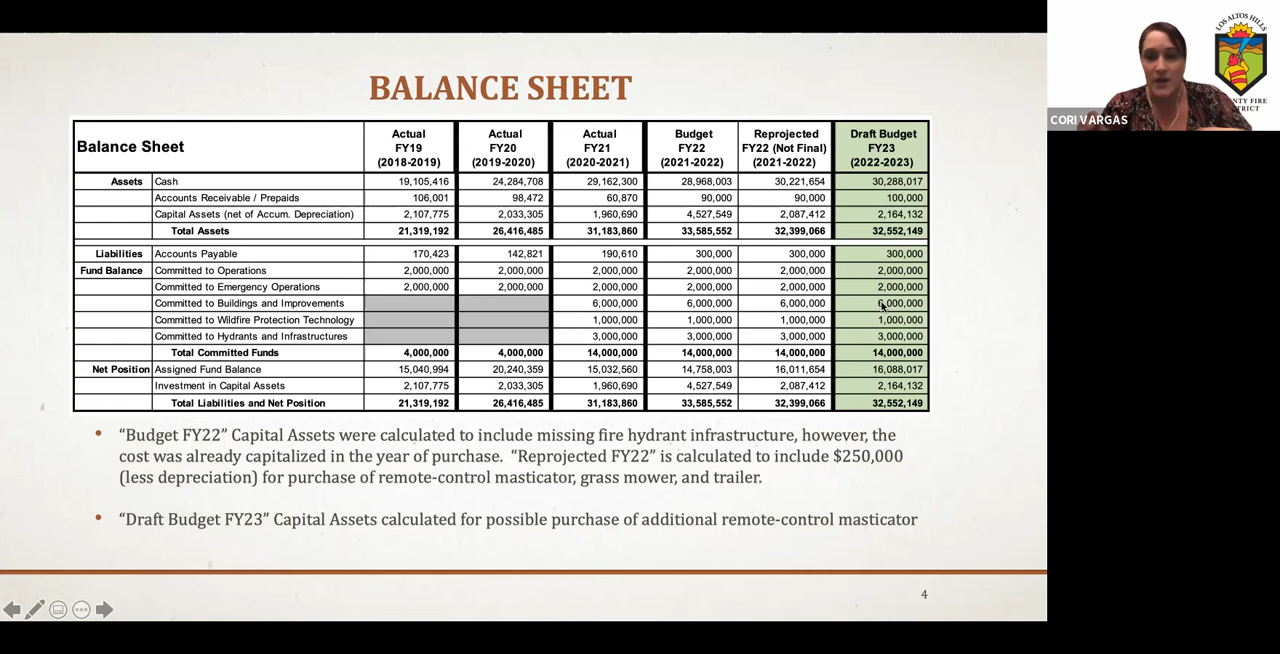 BALANCE SHEET
Balance Sheet Actual FY19 (2018-2019) Actual FY20 (2019-2020) Actual FY21 (2020-2021) Budget FY22 (2021-2022) Reprojected FY22 (Not Final) (2021-2022) Draft Budget FY23 (2022-2023)
Assets Cash 19,105,416 24,284,708 29,162,300 28,968,003 30,221,654 30,288,017
Accounts Receivable / Prepaids 106,001 98,472 60,870 90,000 90,000 100,000
Capital Assets (net of Accum. Depreciation) 2,107,775 2,033,305 1,960,690 4,527,549 2,087,412 2,164,132
Total Assets 21,319,192 26,416,485 31,183,860 33,585,552 32,399,066 32,552,149
Liabilities Accounts Payable 170,423 142,821 190,610 300,000 300,000 300,000
Fund Balance Committed to Operations 2,000,000 2,000,000 2,000,000 2,000,000 2,000,000 2,000,000
Committed to Emergency Operations 2,000,000 2,000,000 2,000,000 2,000,000 2,000,000 2,000,000
Committed to Buildings and Improvements 6,000,000 6,000,000 6,000,000 6,000,000
Committed to Wildfire Protection Technology 1,000,000 1,000,000 1,000,000 1,000,000
Committed to Hydrants and Infrastructures 3,000,000 3,000,000 3,000,000 3,000,000
Total Committed Funds 4,000,000 4,000,000 14,000,000 14,000,000 14,000,000 14,000,000
Net Position Assigned Fund Balance 15,040,994 20,240,359 15,032,560 14,758,003 16,011,654 16,088,017
Investment in Capital Assets 2,107,775 2,033,305 1,960,690 4,527,549 2,087,412 2,164,132
Total Liabilities and Net Position 21,319,192 26,416,485 31,183,860 33,585,552 32,399,066 32,552,149
• “Budget FY22” Capital Assets were calculated to include missing fire hydrant infrastructure, however, the
cost was already capitalized in the year of purchase. “Reprojected FY22” is calculated to include $250,000
(less depreciation) for purchase of remote-control masticator, grass mower, and trailer.
• “Draft Budget FY23” Capital Assets calculated for possible purchase of additional remote-control masticator
4
LOS ALTOS HILLS
NTY FIRE
TRICT
CORI VARGAS